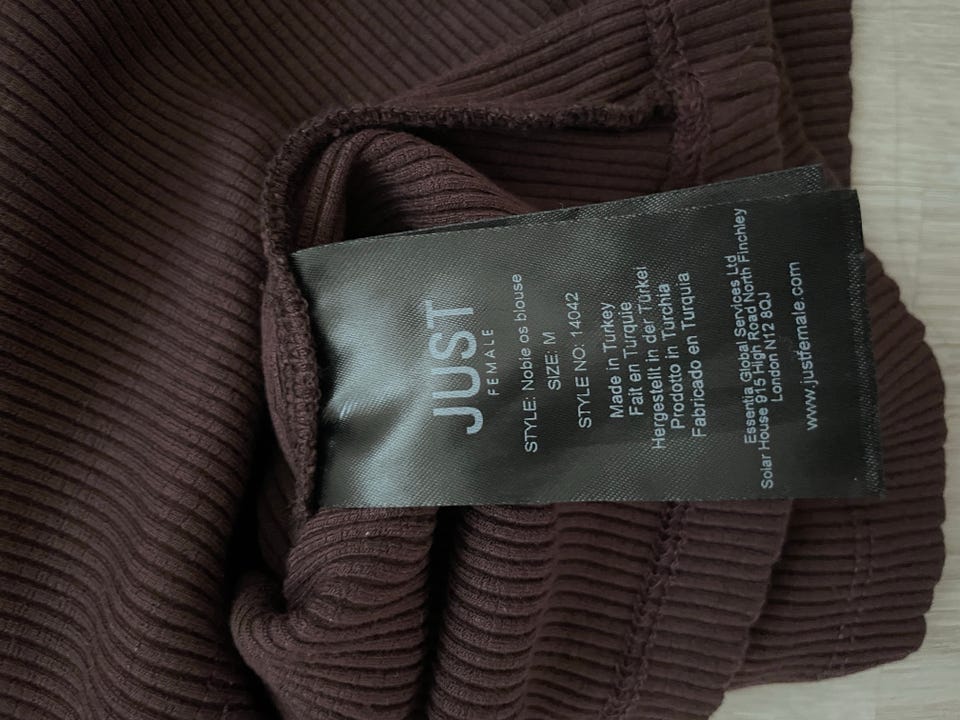 JUST
FEMALE
STYLE: Noble os blouse
SIZE: M
STYLE NO: 14042
Made in Turkey
Fait en Turquie
Hergestellt in der Türkei
Prodotto in Turchia
Fabricado en Turquia
Essentia Global Services Ltd
Solar House 915 High Road North Finchley
London N12 8QJ
www.justfemale.com